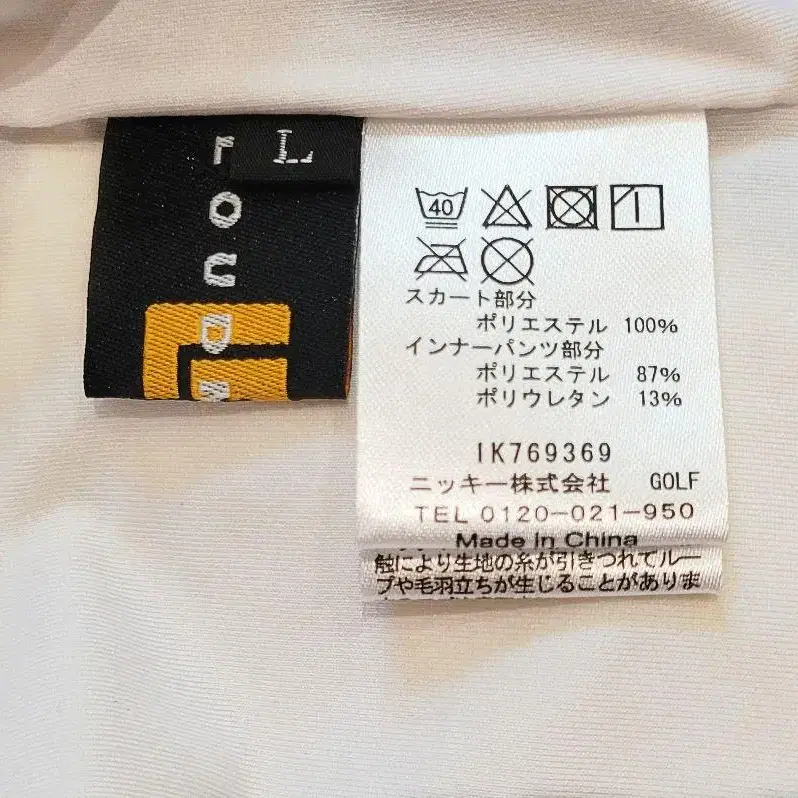 L
r
o
u
D
40
スカート部分
ポリエステル 100%
インナーパンツ部分
ポリエステル 87%
ポリウレタン 13%
IK769369
ニッキー株式会社 GOLF
TEL 0120-021-950
Made in China
触により生地の糸が引きつれてルー
プや毛羽立ちが生じることがありま